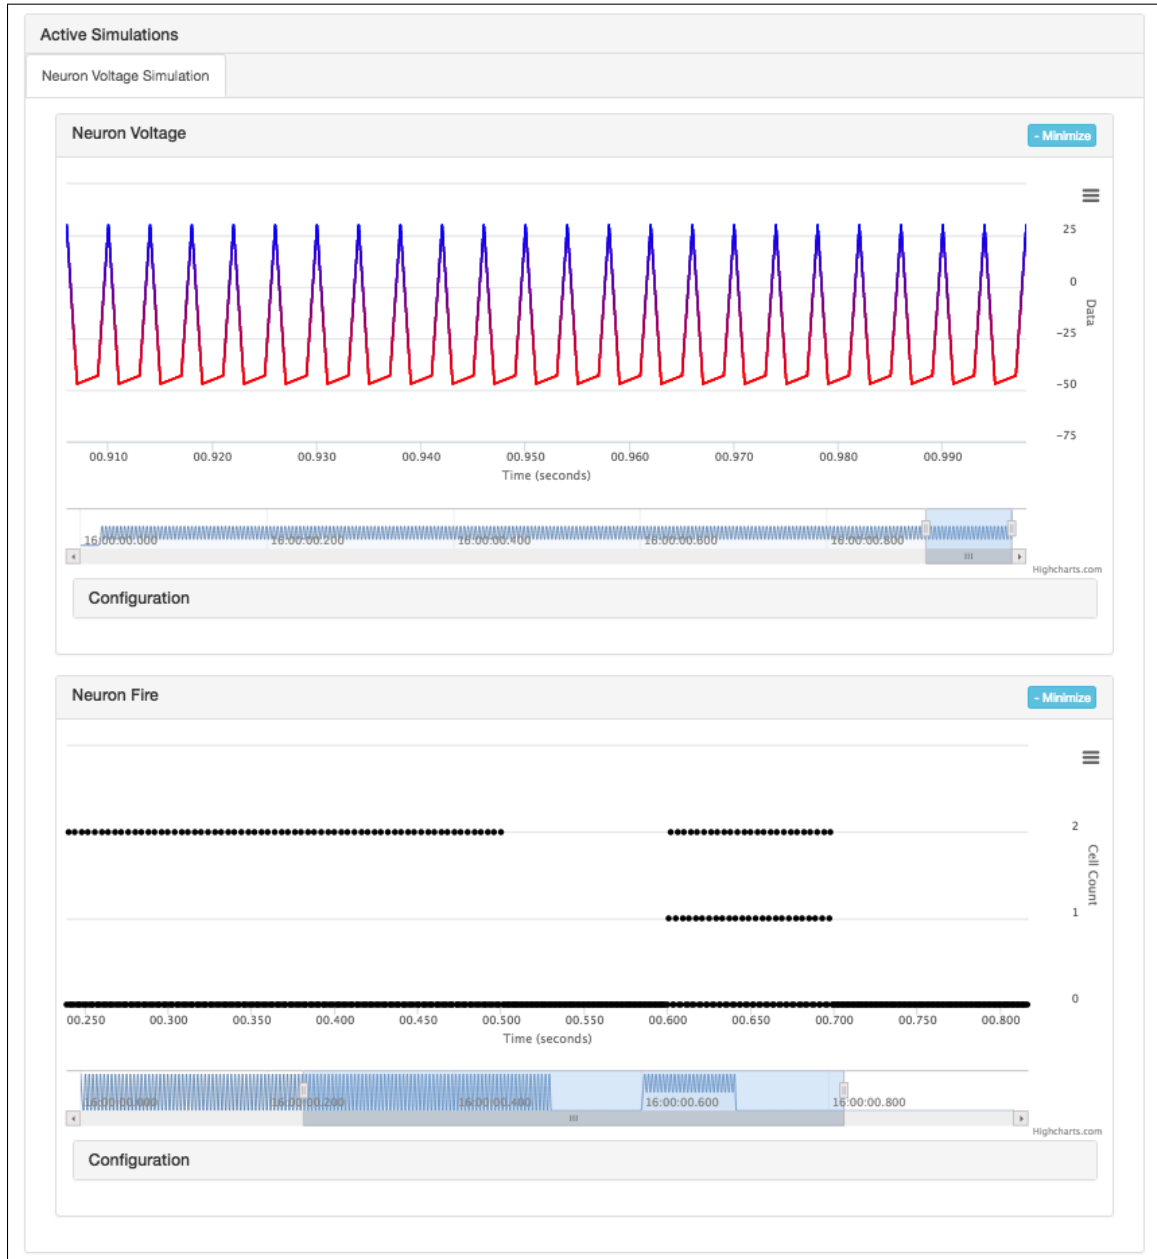 Active Simulations
Neuron Voltage Simulation
Neuron Voltage
- Minimize
25
0
-25
-50
-75
Data
00.910 00.920 00.930 00.940 00.950 00.960 00.970 00.980 00.990
Time (seconds)
16:00:00.000 16:00:00.200 16:00:00.400 16:00:00.600 16:00:00.800
Highcharts.com
Configuration
Neuron Fire
- Minimize
2
1
0
Cell Count
00.250 00.300 00.350 00.400 00.450 00.500 00.550 00.600 00.650 00.700 00.750 00.800
Time (seconds)
16:00:00.000 16:00:00.200 16:00:00.400 16:00:00.600 16:00:00.800
Highcharts.com
Configuration